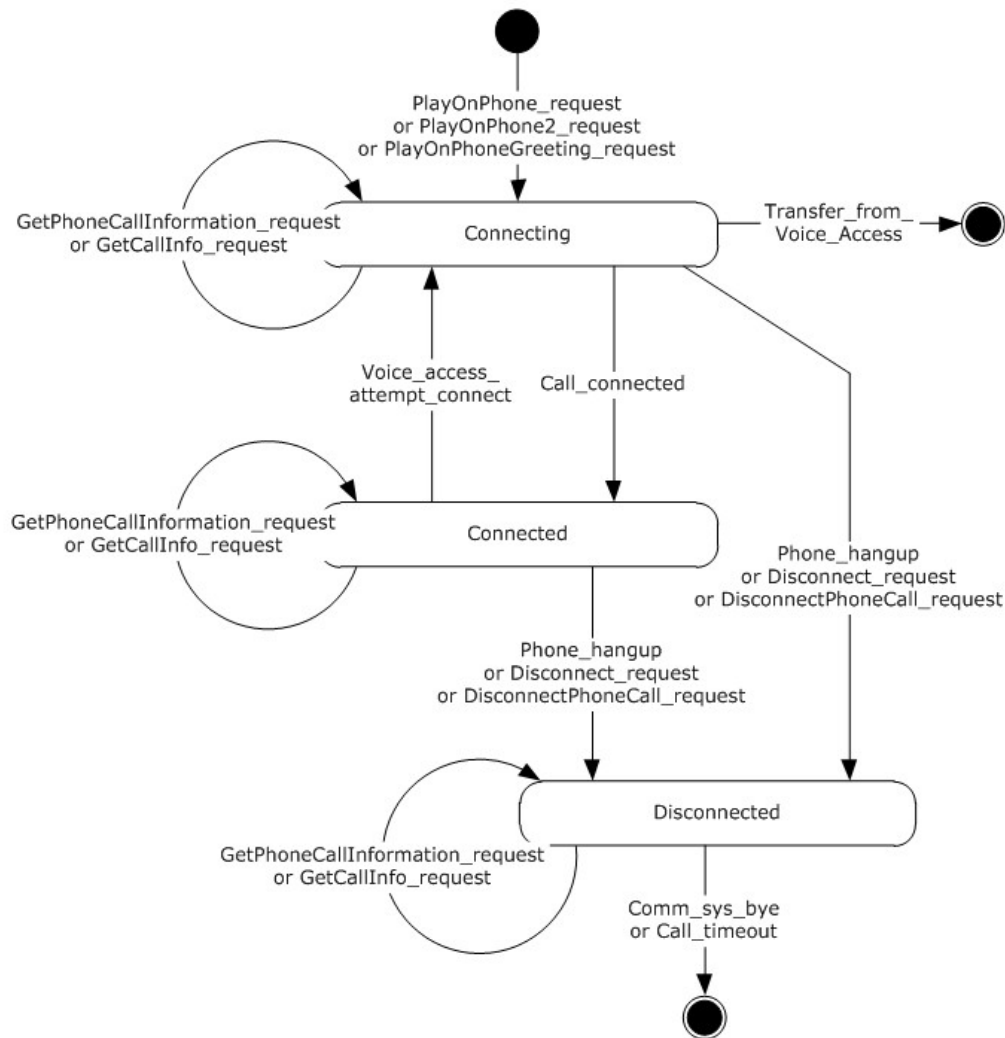 PlayOnPhone_request
or PlayOnPhone2_request
or PlayOnPhoneGreeting_request
GetPhoneCallInformation_request
or GetCallInfo_request
Connecting
Transfer_from_
Voice_Access
Voice_access_
attempt_connect
Call_connected
GetPhoneCallInformation_request
or GetCallInfo_request
Connected
Phone_hangup
or Disconnect_request
or DisconnectPhoneCall_request
Phone_hangup
or Disconnect_request
or DisconnectPhoneCall_request
Disconnected
GetPhoneCallInformation_request
or GetCallInfo_request
Comm_sys_bye
or Call_timeout